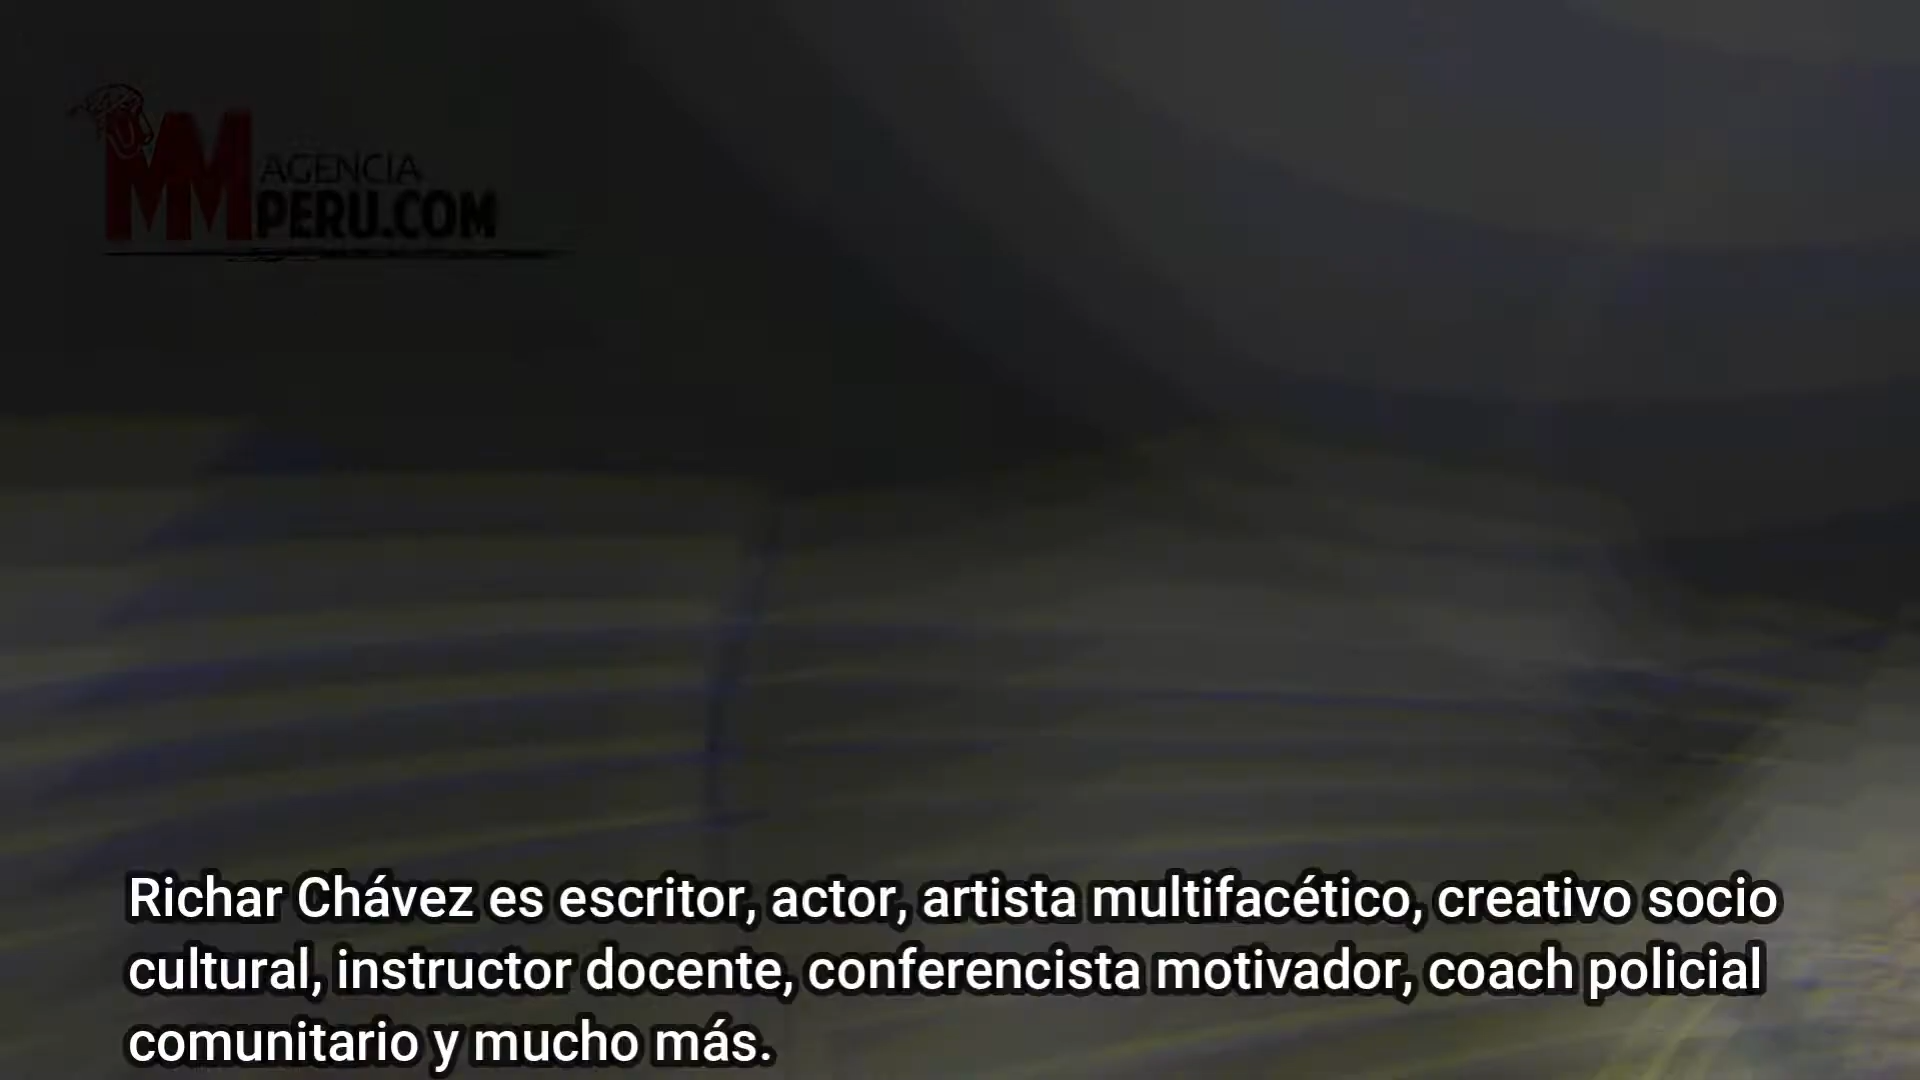 MM AGENCIA
PERU.COM
Richar Chávez es escritor, actor, artista multifacético, creativo socio
cultural, instructor docente, conferencista motivador, coach policial
comunitario y mucho más.